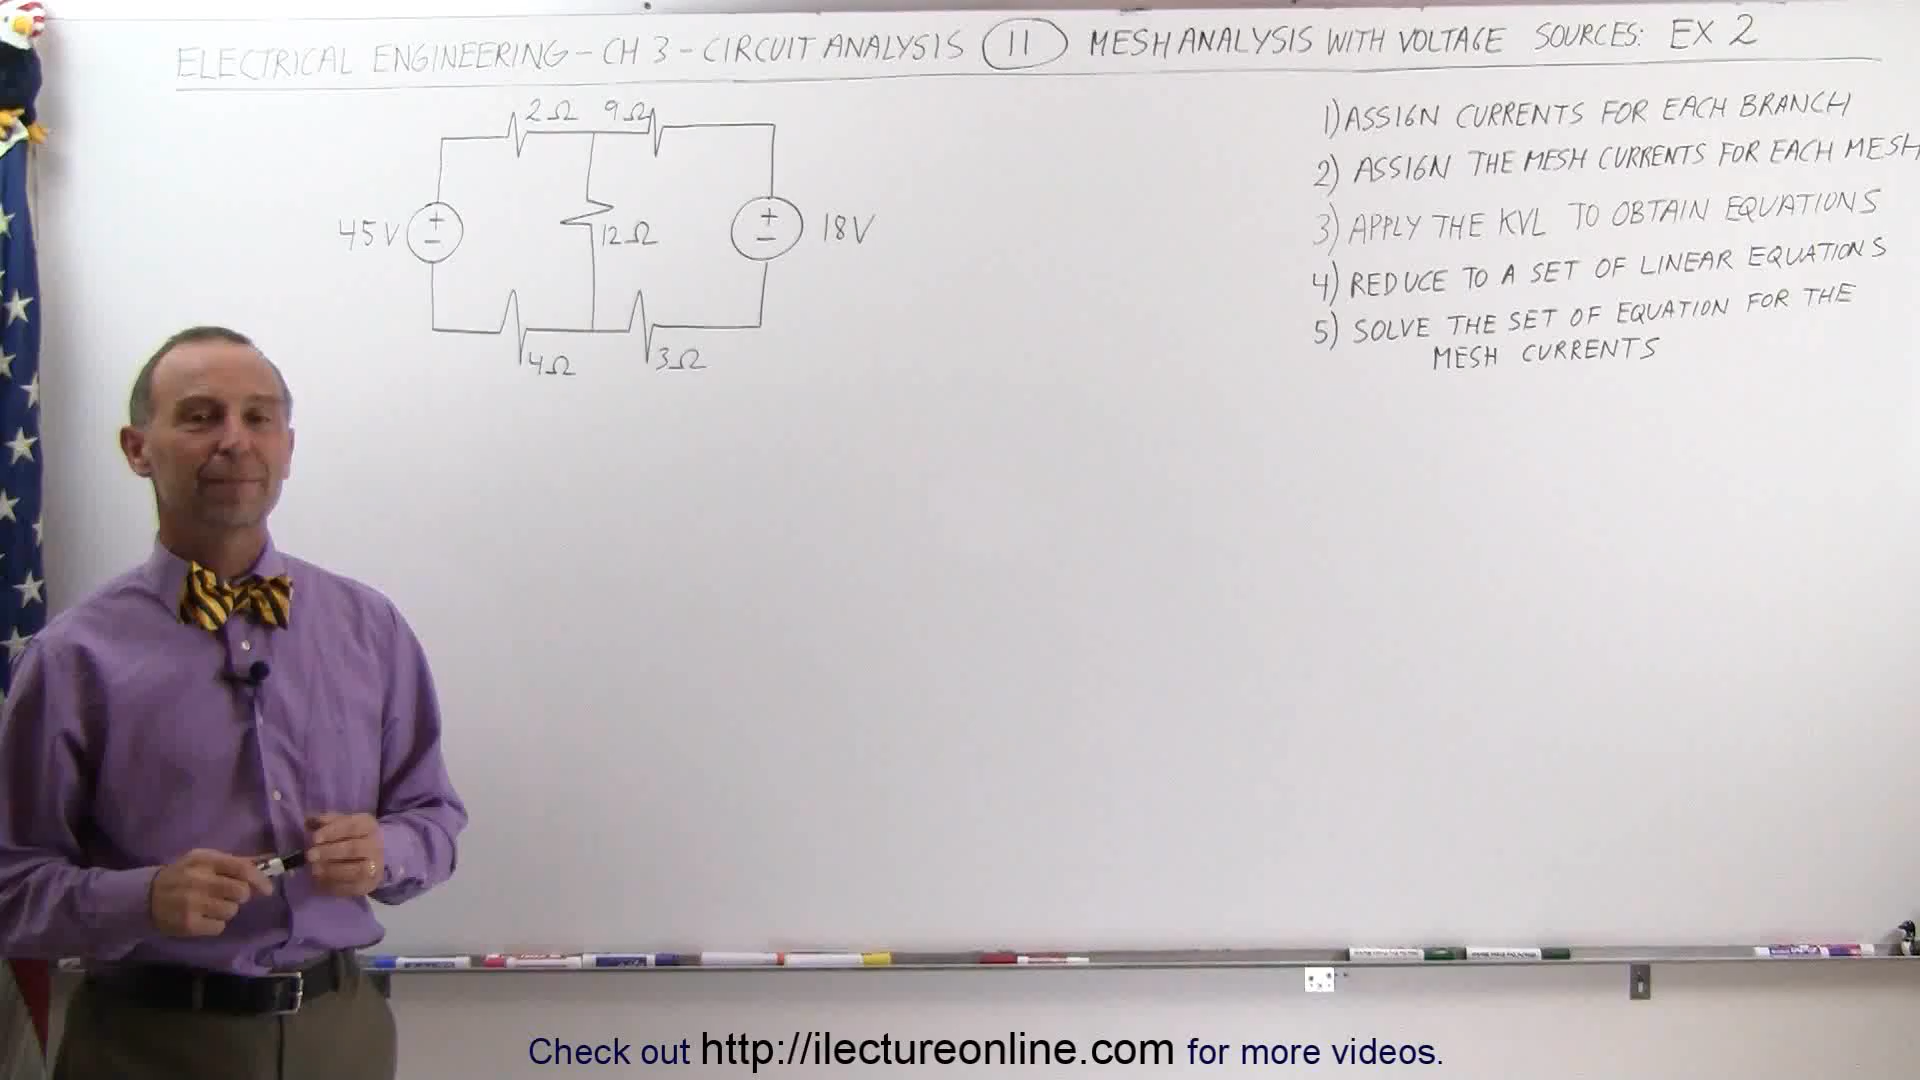 ELECTRICAL ENGINEERING - CH 3 - CIRCUIT ANALYSIS 11 MESH ANALYSIS WITH VOLTAGE SOURCES: EX 2
2Ω 9Ω
45V + - 12Ω + - 18V
4Ω 3Ω
1) ASSIGN CURRENTS FOR EACH BRANCH
2) ASSIGN THE MESH CURRENTS FOR EACH MESH
3) APPLY THE KVL TO OBTAIN EQUATIONS
4) REDUCE TO A SET OF LINEAR EQUATIONS
5) SOLVE THE SET OF EQUATION FOR THE
MESH CURRENTS
Check out http://ilectureonline.com for more videos.